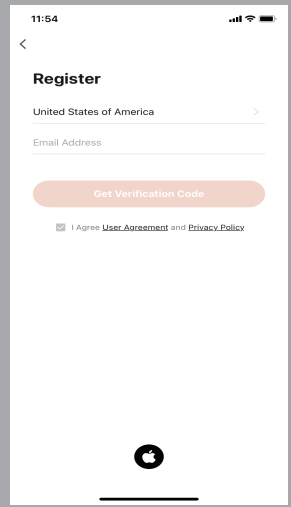 11:54
Register
United States of America
Email Address
Get Verification Code
I Agree User Agreement and Privacy Policy